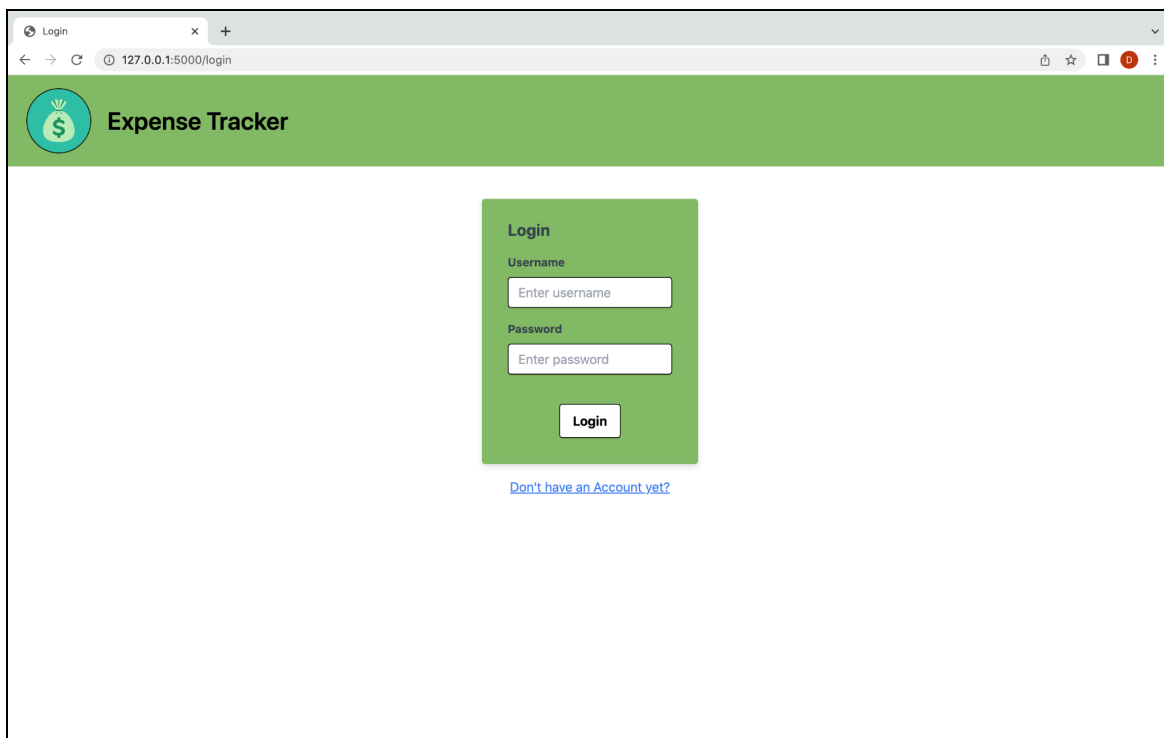 Login
127.0.0.1:5000/login
D
$
Expense Tracker
Login
Username
Enter username
Password
Enter password
Login
Don't have an Account yet?